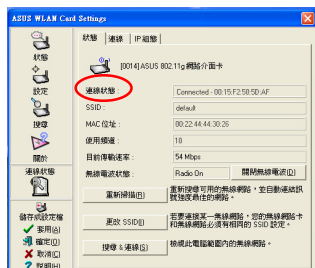 ASUS WLAN Card Settings
狀態
設定
搜尋
關於
連線狀態
儲存成設定檔
套用(A)
確定(O)
取消(C)
說明(H)
狀態 連線 IP 組態
[0014] ASUS 802.11g 網路介面卡
連線狀態 : Connected - 00:15:F2:50:5D:AF
SSID : default
MAC 位址 : 00:22:44:44:30:26
使用頻道 : 10
目前傳輸速率 : 54 Mbps
無線電波狀態 : Radio On 關閉無線電波(D)
重新掃描(R) 重新搜尋可用的無線網路，並自動連結訊
號強度最佳的網路。
更改 SSID(I) 若要連接某一無線網路，您的無線網路卡
和無線網路必須有相同的 SSID 設定。
搜尋 & 連線(S) 檢視此電腦範圍內的無線網路。